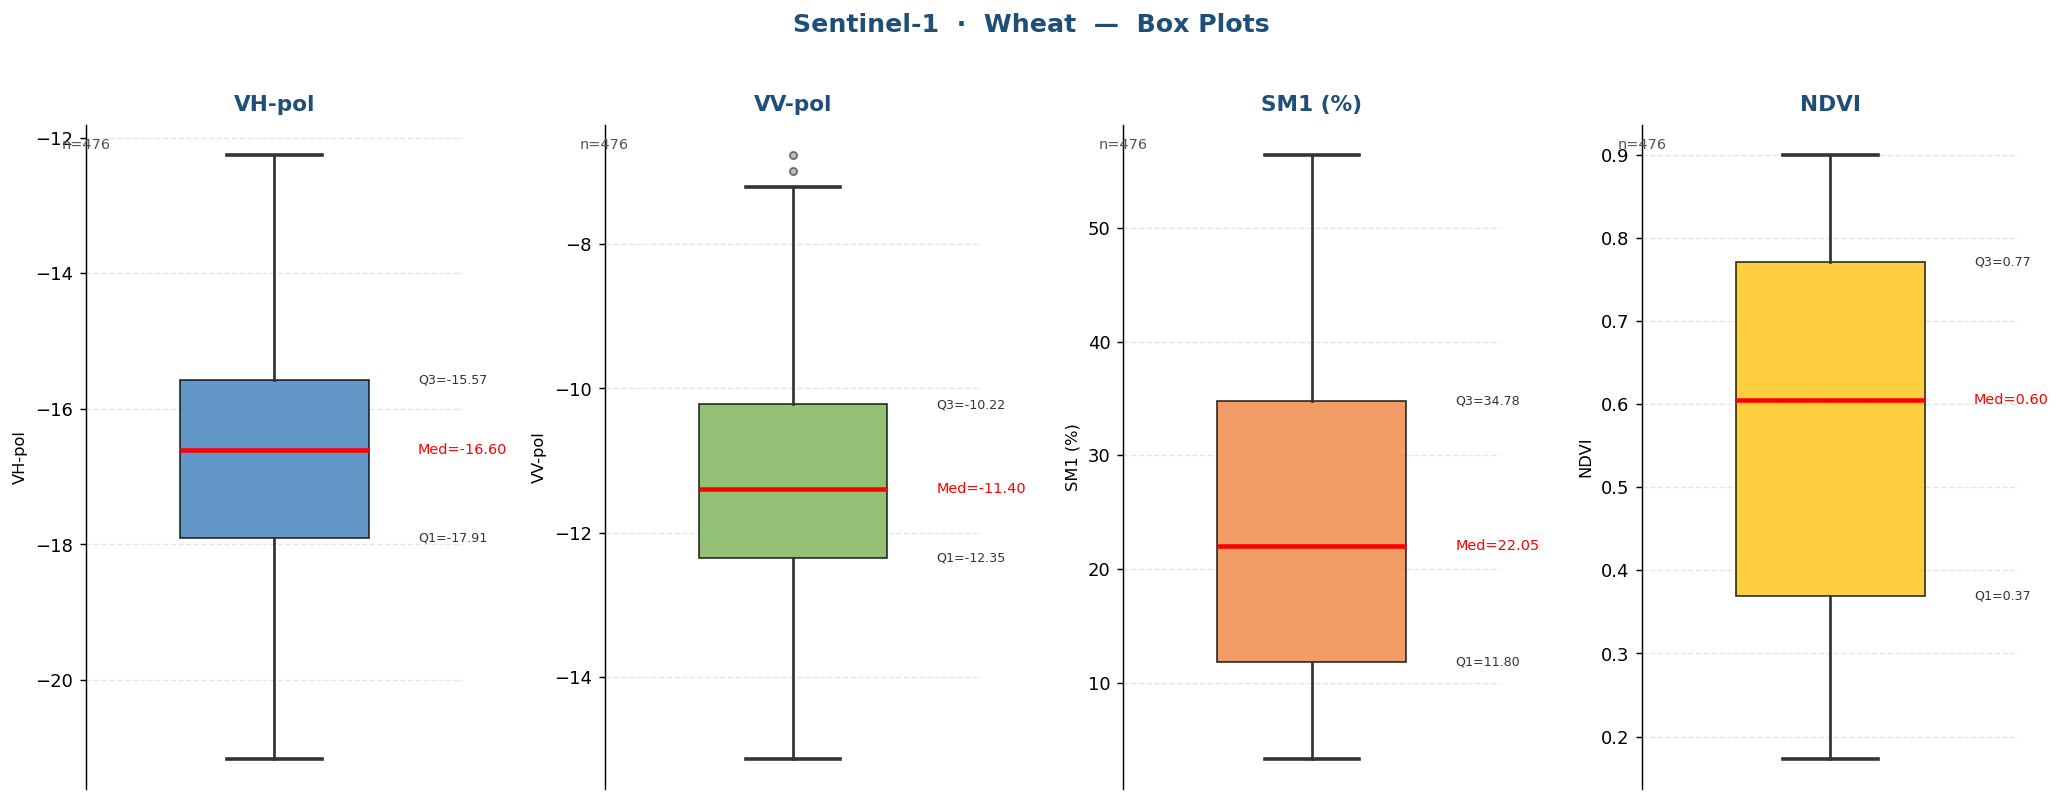 Sentinel-1 · Wheat — Box Plots
VH-pol
n=476
−12
−14
−16
−18
−20
VH-pol
Q3=-15.57
Med=-16.60
Q1=-17.91
VV-pol
n=476
−8
−10
−12
−14
VV-pol
Q3=-10.22
Med=-11.40
Q1=-12.35
SM1 (%)
n=476
50
40
30
20
10
SM1 (%)
Q3=34.78
Med=22.05
Q1=11.80
NDVI
n=476
0.9
0.8
0.7
0.6
0.5
0.4
0.3
0.2
NDVI
Q3=0.77
Med=0.60
Q1=0.37